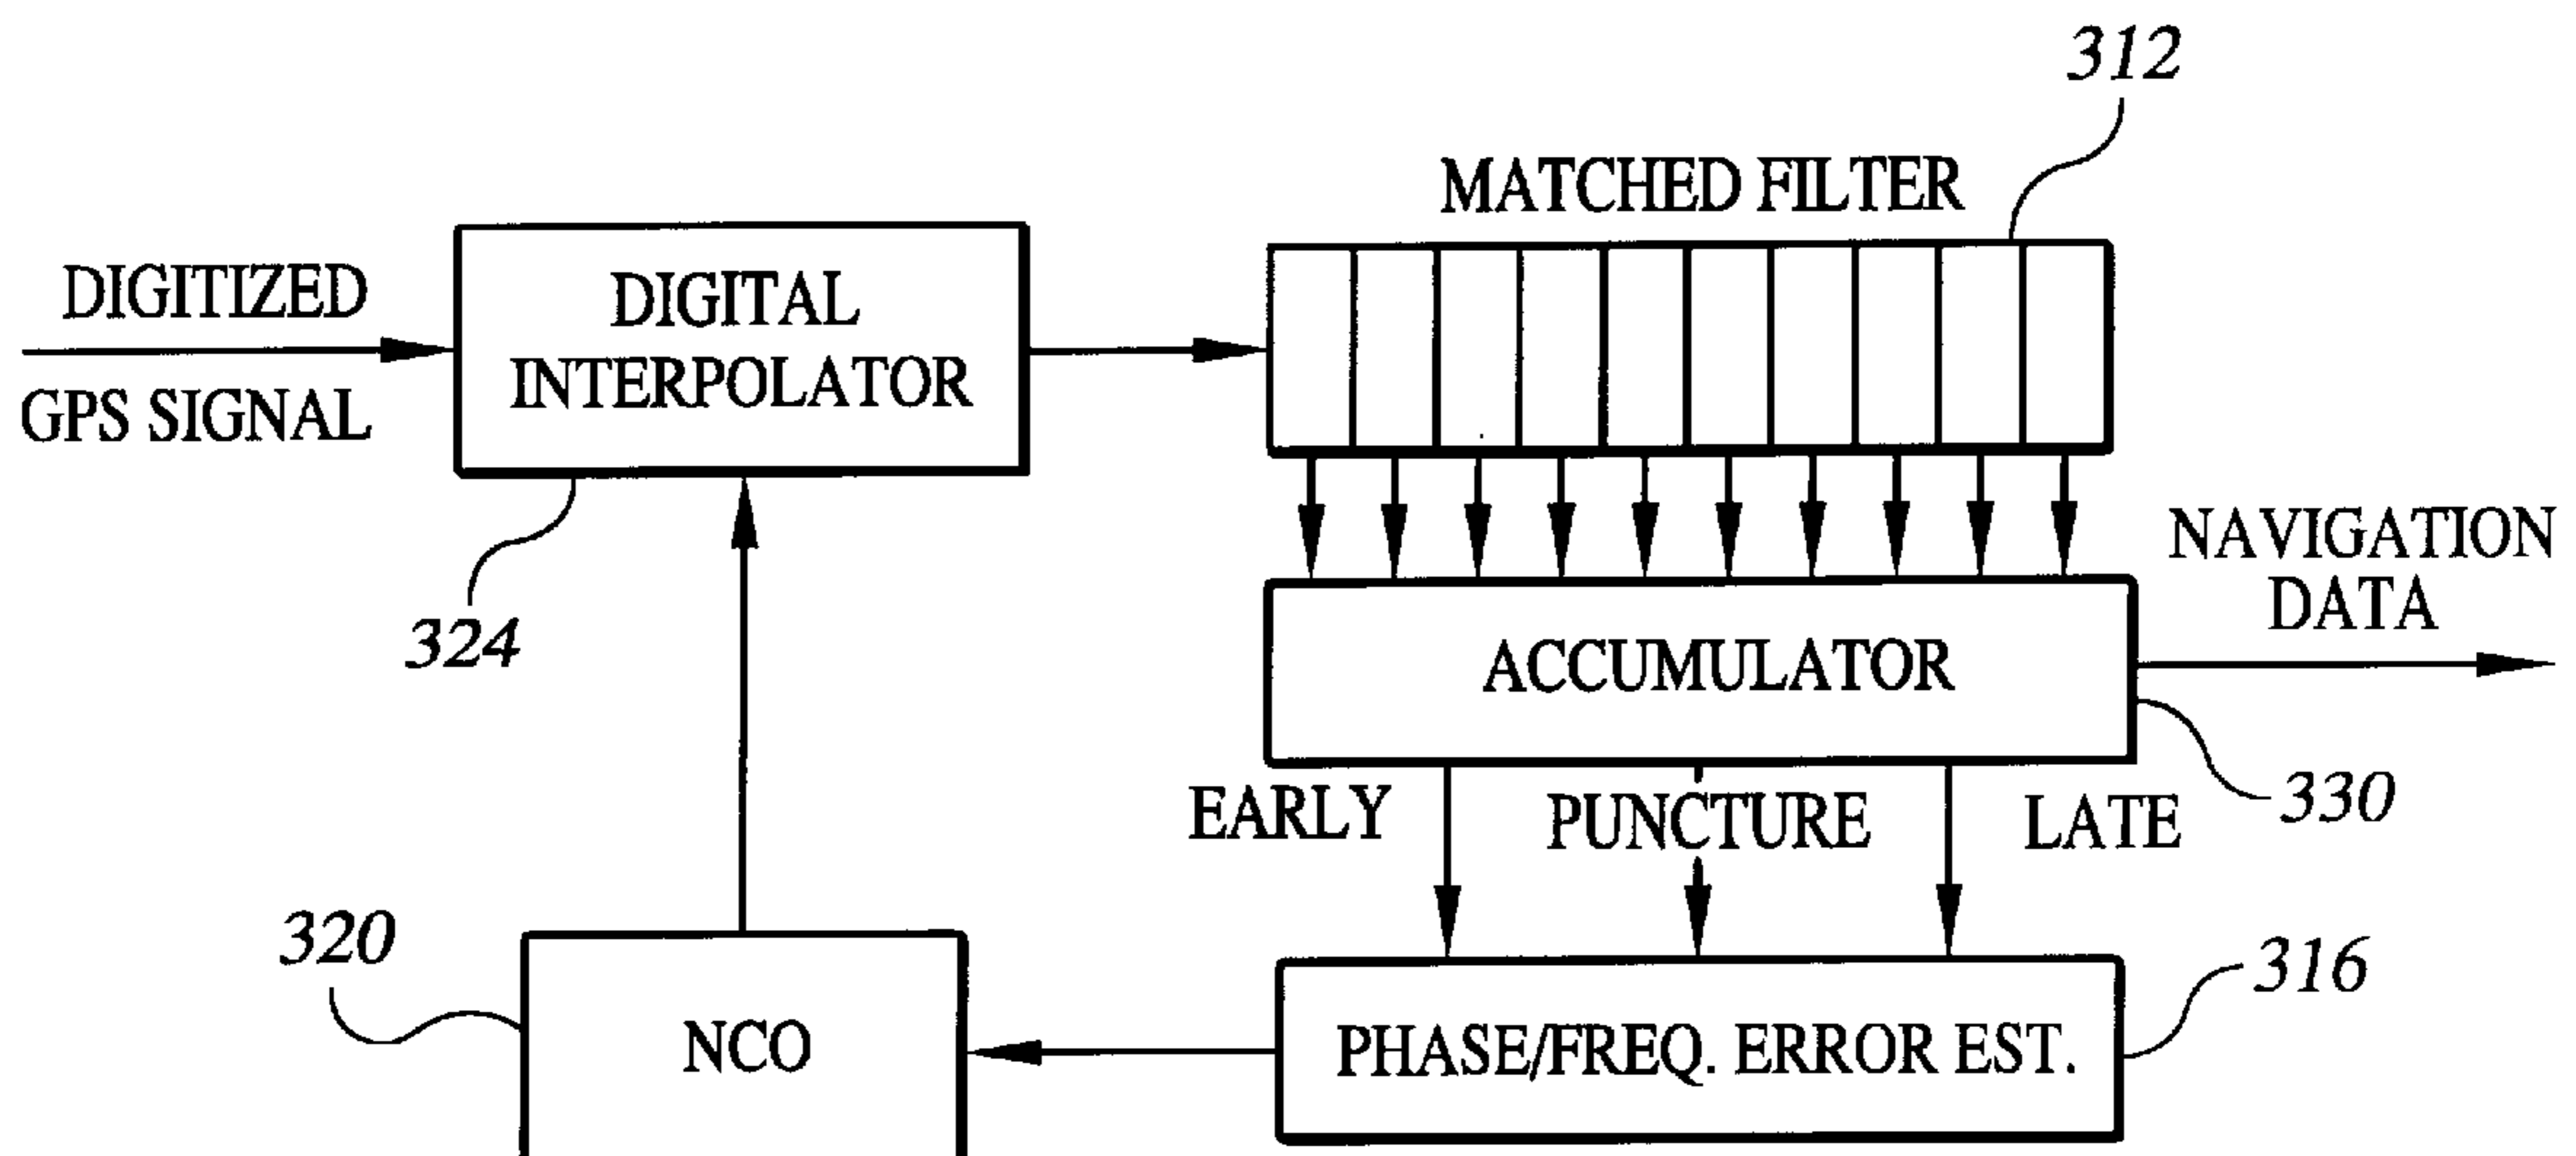 312
MATCHED FILTER
DIGITIZED
GPS SIGNAL
DIGITAL
INTERPOLATOR
324
NAVIGATION
DATA
ACCUMULATOR
330
EARLY
PUNCTURE
LATE
320
NCO
316
PHASE/FREQ. ERROR EST.